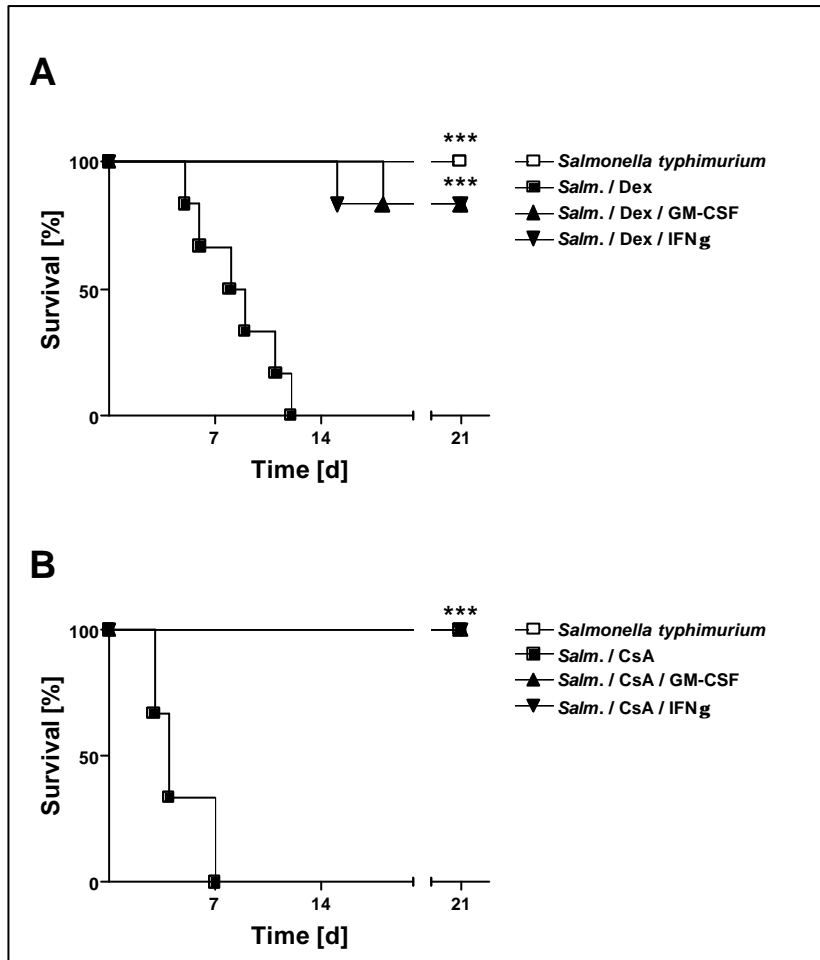 A
***
***
100
50
0
Survival [%]
7
14
21
Time [d]
Salmonella typhimurium
Salm. / Dex
Salm. / Dex / GM-CSF
Salm. / Dex / IFNg
B
***
100
50
0
Survival [%]
7
14
21
Time [d]
Salmonella typhimurium
Salm. / CsA
Salm. / CsA / GM-CSF
Salm. / CsA / IFNg